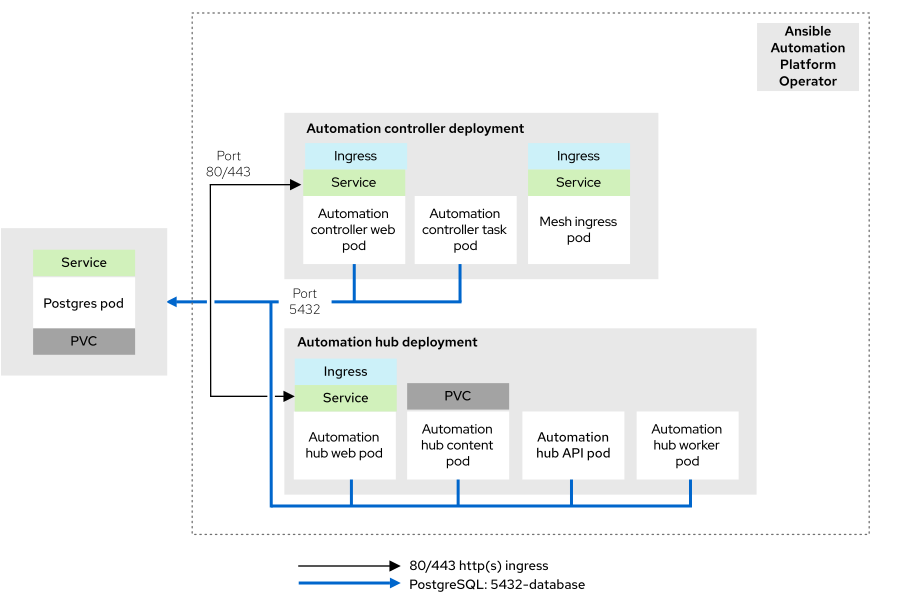 Ansible
Automation
Platform
Operator
Automation controller deployment
Port
80/443
Ingress
Service
Automation
controller web
pod
Automation
controller task
pod
Ingress
Service
Mesh ingress
pod
Service
Postgres pod
PVC
Port
5432
Automation hub deployment
Ingress
Service
Automation
hub web pod
PVC
Automation
hub content
pod
Automation
hub API pod
Automation
hub worker
pod
80/443 http(s) ingress
PostgreSQL: 5432-database